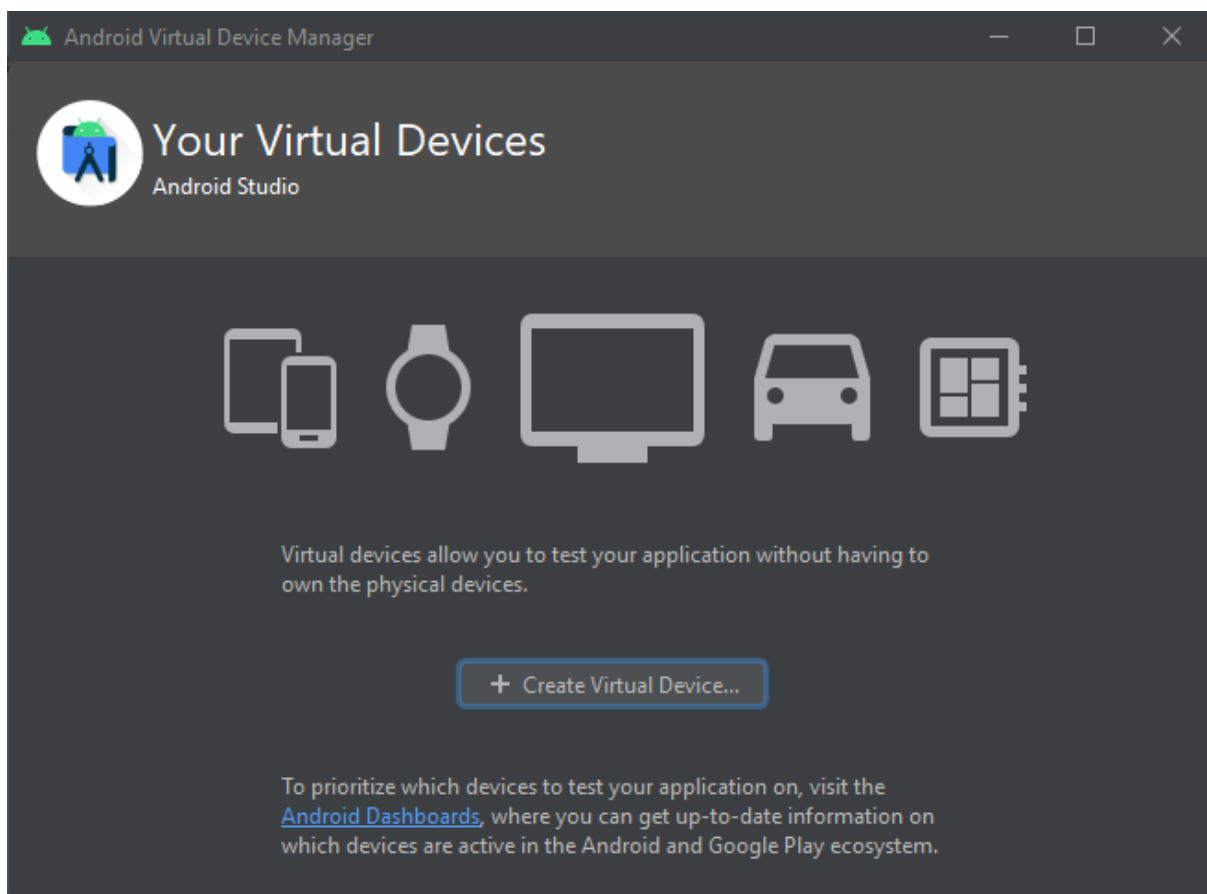 Android Virtual Device Manager
Your Virtual Devices
Android Studio
Virtual devices allow you to test your application without having to
own the physical devices.
+ Create Virtual Device...
To prioritize which devices to test your application on, visit the
Android Dashboards, where you can get up-to-date information on
which devices are active in the Android and Google Play ecosystem.